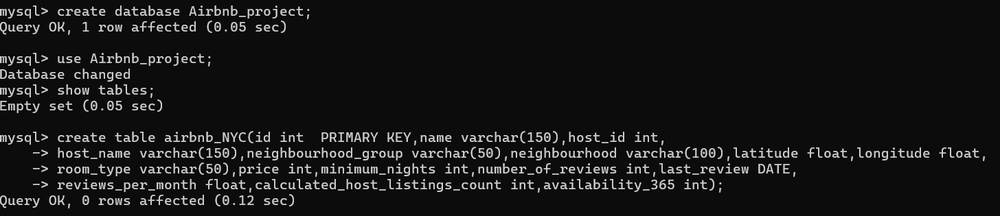 mysql> create database Airbnb_project;
Query OK, 1 row affected (0.05 sec)
mysql> use Airbnb_project;
Database changed
mysql> show tables;
Empty set (0.05 sec)
mysql> create table airbnb_NYC(id int  PRIMARY KEY,name varchar(150),host_id int,
    -> host_name varchar(150),neighbourhood_group varchar(50),neighbourhood varchar(100),latitude float,longitude float,
    -> room_type varchar(50),price int,minimum_nights int,number_of_reviews int,last_review DATE,
    -> reviews_per_month float,calculated_host_listings_count int,availability_365 int);
Query OK, 0 rows affected (0.12 sec)